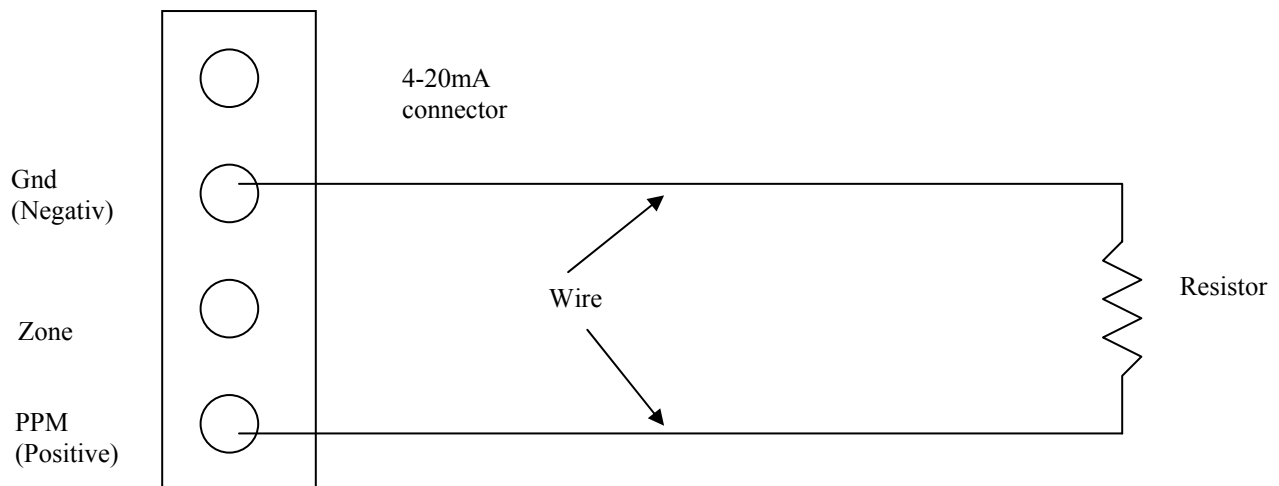 4-20mA
connector
Gnd
(Negativ)
Wire
Resistor
Zone
PPM
(Positive)